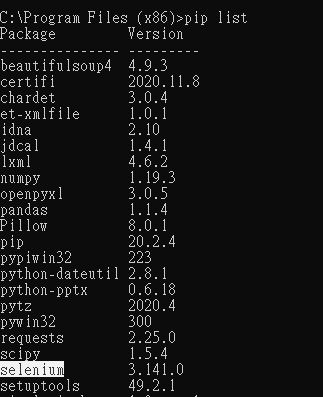 C:\Program Files (x86)>pip list
Package         Version
--------------- ---------
beautifulsoup4  4.9.3
certifi         2020.11.8
chardet         3.0.4
et-xmlfile      1.0.1
idna            2.10
jdcal           1.4.1
lxml            4.6.2
numpy           1.19.3
openpyxl        3.0.5
pandas          1.1.4
Pillow          8.0.1
pip             20.2.4
pypiwin32       223
python-dateutil 2.8.1
python-pptx     0.6.18
pytz            2020.4
pywin32         300
requests        2.25.0
scipy           1.5.4
selenium        3.141.0
setuptools      49.2.1